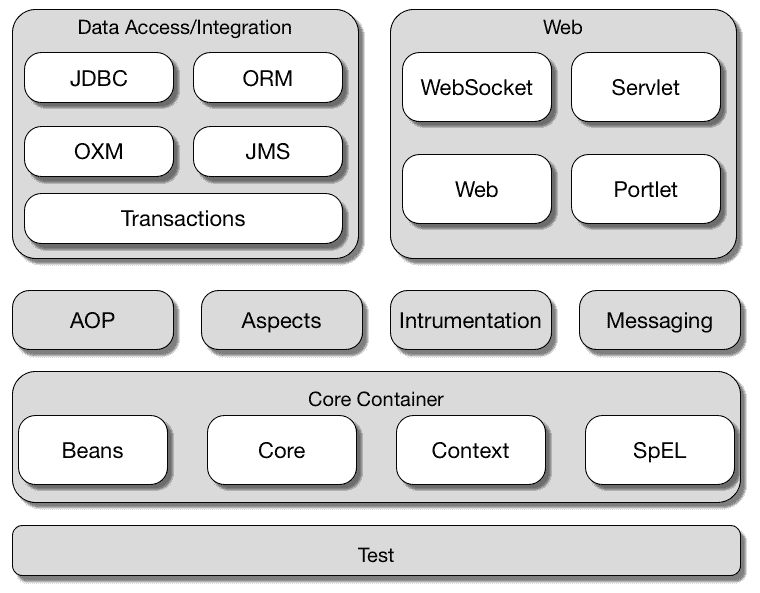 Data Access/Integration
JDBC
ORM
OXM
JMS
Transactions
Web
WebSocket
Servlet
Web
Portlet
AOP
Aspects
Intrumentation
Messaging
Core Container
Beans
Core
Context
SpEL
Test